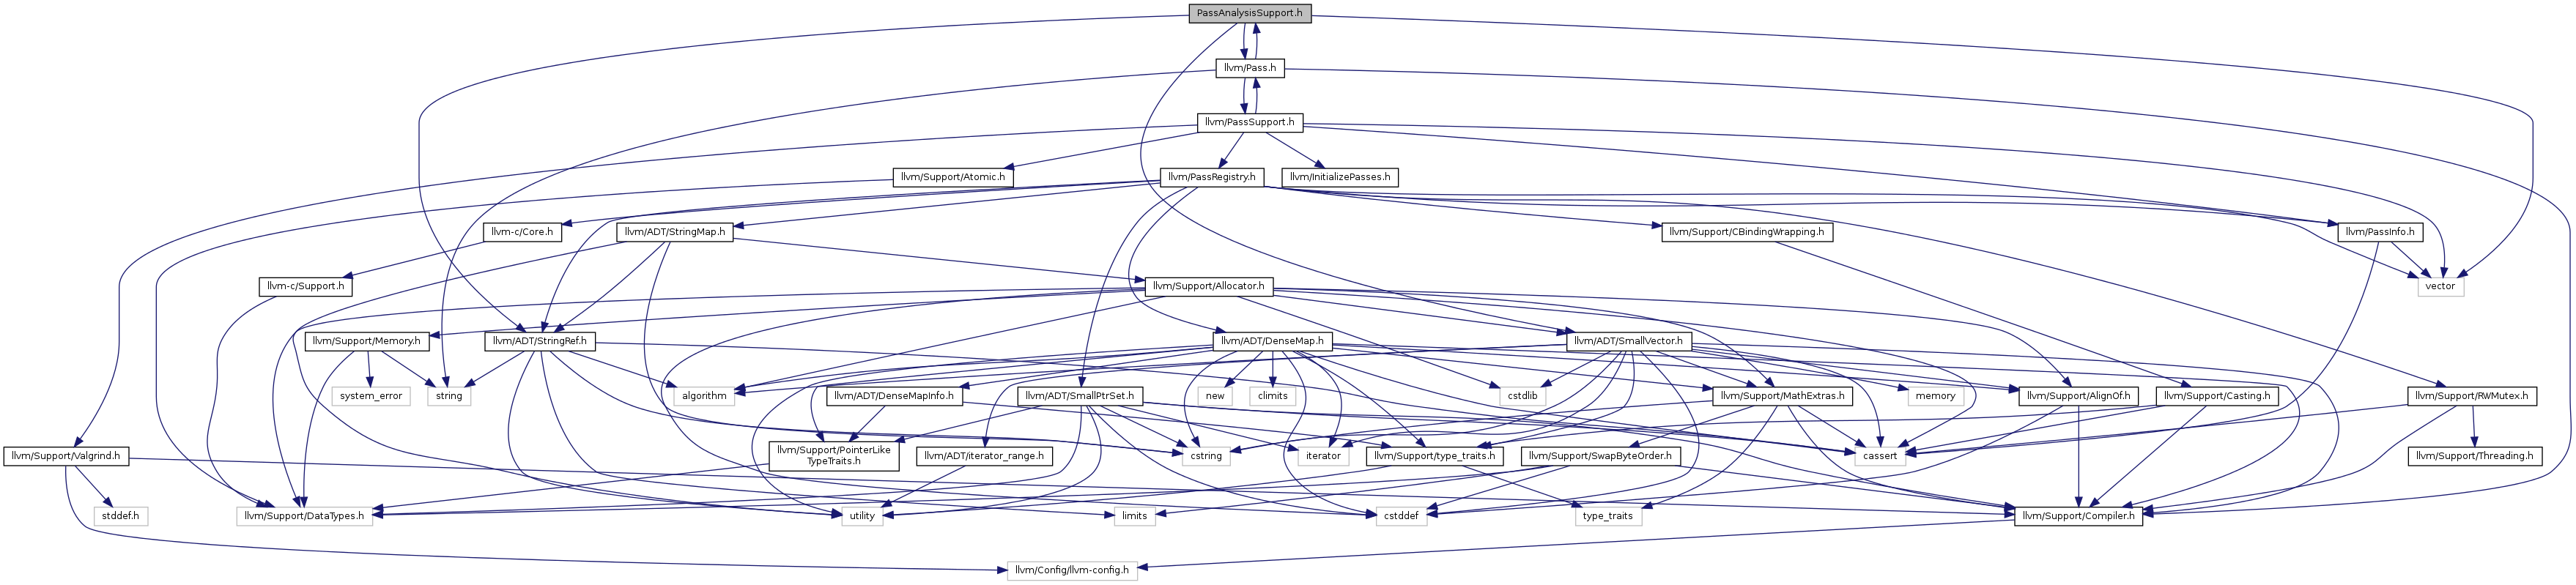 PassAnalysisSupport.h
llvm/Pass.h
llvm/PassSupport.h
llvm/Support/Atomic.h
llvm/PassRegistry.h
llvm/InitializePasses.h
llvm-c/Core.h
llvm/ADT/StringMap.h
llvm/Support/CBindingWrapping.h
llvm/PassInfo.h
llvm-c/Support.h
llvm/Support/Allocator.h
vector
llvm/Support/Memory.h
llvm/ADT/StringRef.h
llvm/ADT/DenseMap.h
llvm/ADT/SmallVector.h
system_error
string
algorithm
llvm/ADT/DenseMapInfo.h
llvm/ADT/SmallPtrSet.h
new
climits
cstdlib
llvm/Support/MathExtras.h
memory
llvm/Support/AlignOf.h
llvm/Support/Casting.h
llvm/Support/RWMutex.h
llvm/Support/Valgrind.h
llvm/Support/PointerLike
TypeTraits.h
llvm/ADT/iterator_range.h
cstring
iterator
llvm/Support/type_traits.h
llvm/Support/SwapByteOrder.h
cassert
llvm/Support/Threading.h
stddef.h
llvm/Support/DataTypes.h
limits
utility
cstddef
type_traits
llvm/Support/Compiler.h
llvm/Config/llvm-config.h